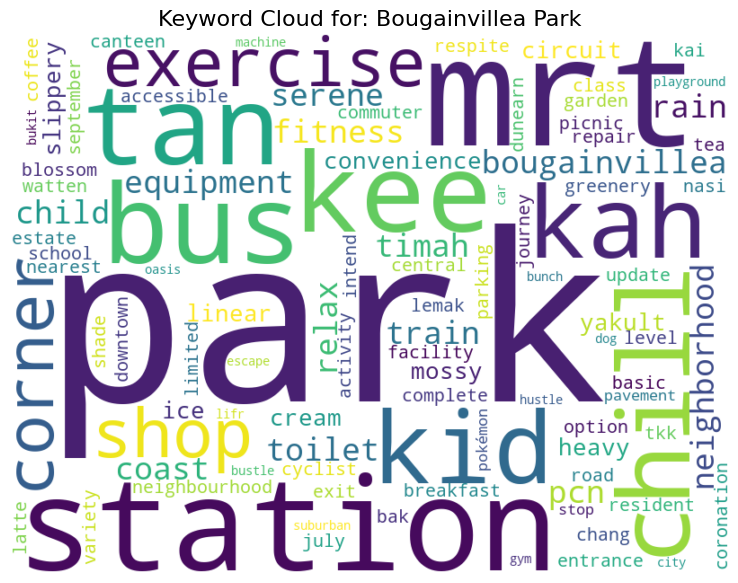 Keyword Cloud for: Bougainvillea Park
canteen
machine
respite
circuit
kai
coffee
slippery
september
exercise
mrt
accessible
serene
commuter
dunearn
class
garden
playground
rain
bukit
tan
fitness
picnic
repair
tea
blossom
watten
equipment
convenience
bougainvillea
greenery
nasi
child
bus
kee
car
kah
estate
school
nearest
oasis
timah
central
journey
intend
parking
bunch
update
corner
park
shade
downtown
limited
linear
escape
relax
activity
lemak
train
facility
mossy
complete
hustle
yakult
dog
level
basic
pavement
chill
neighborhood
shop
ice
lifr
cream
toilet
kid
pokémon
option
tkk
heavy
coast
bustle
cyclist
road
neighbourhood
exit
breakfast
pcn
resident
coronation
latte
variety
station
suburban
july
bak
stop
chang
gym
entrance
city